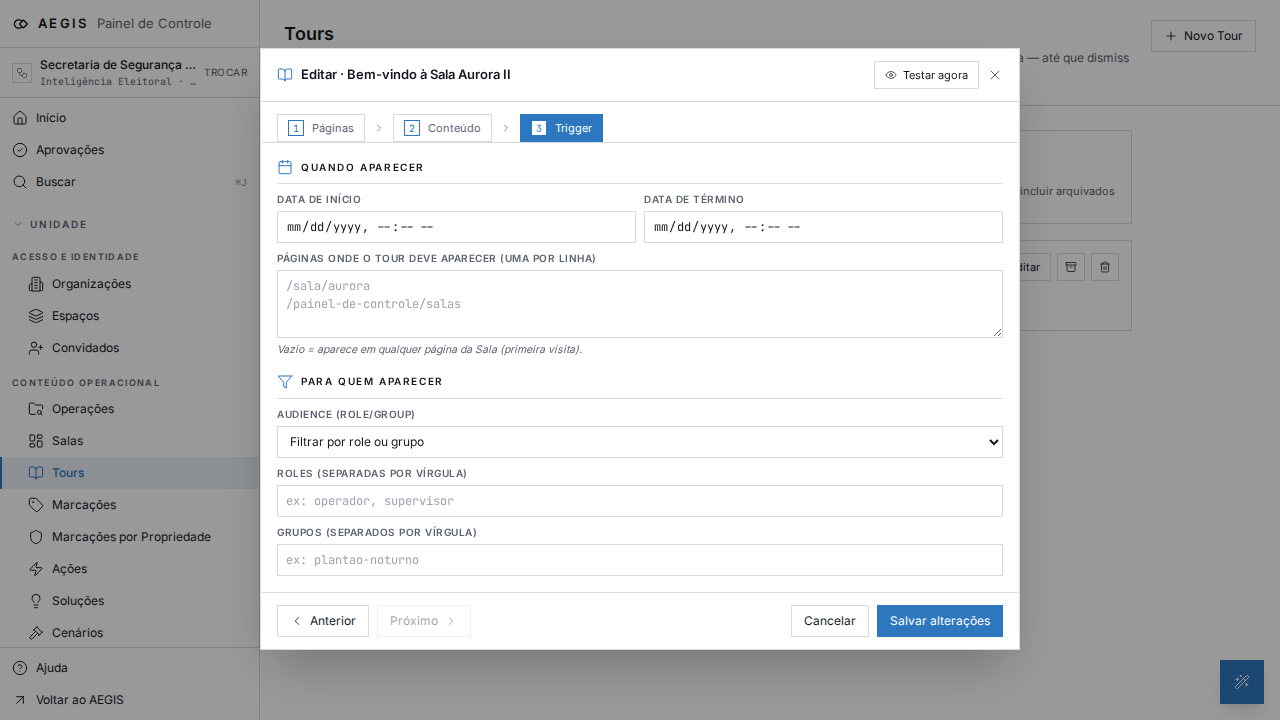 AEGIS Painel de Controle
Secretaria de Segurança ...
Inteligência Eleitoral · …
TROCAR
Início
Aprovações
Buscar
⌘J
UNIDADE
ACESSO E IDENTIDADE
Organizações
Espaços
Convidados
CONTEÚDO OPERACIONAL
Operações
Salas
Tours
Marcações
Marcações por Propriedade
Ações
Soluções
Cenários
Ajuda
Voltar ao AEGIS
Tours
Novo Tour
a — até que dismiss
incluir arquivados
ditar
Editar · Bem-vindo à Sala Aurora II
Testar agora
1 Páginas
2 Conteúdo
3 Trigger
QUANDO APARECER
DATA DE INÍCIO
DATA DE TÉRMINO
mm/dd/yyyy, --:-- --
mm/dd/yyyy, --:-- --
PÁGINAS ONDE O TOUR DEVE APARECER (UMA POR LINHA)
/sala/aurora
/painel-de-controle/salas
Vazio = aparece em qualquer página da Sala (primeira visita).
PARA QUEM APARECER
AUDIENCE (ROLE/GROUP)
Filtrar por role ou grupo
ROLES (SEPARADAS POR VÍRGULA)
ex: operador, supervisor
GRUPOS (SEPARADOS POR VÍRGULA)
ex: plantao-noturno
Anterior
Próximo
Cancelar
Salvar alterações